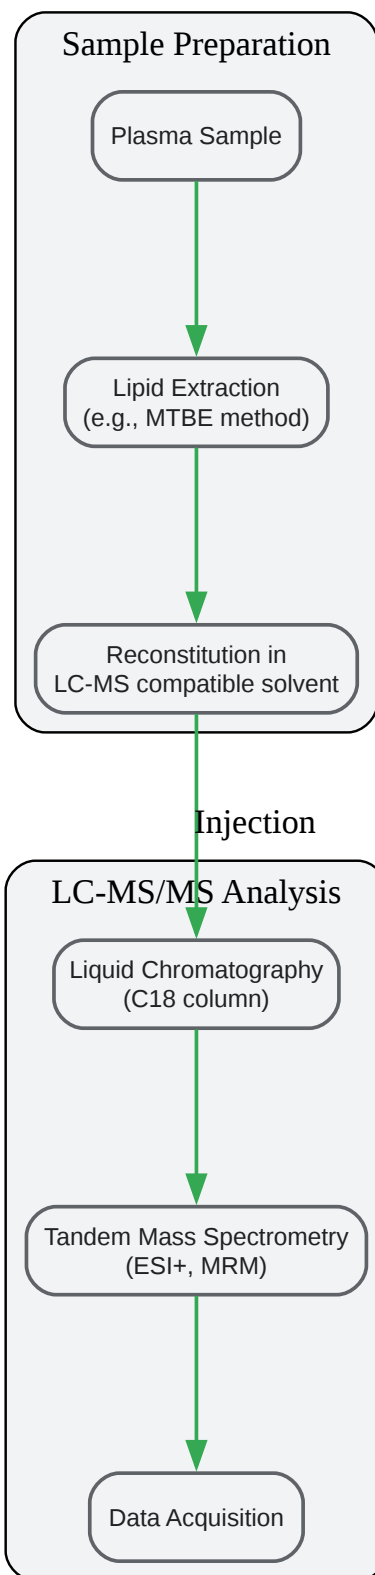 Sample Preparation
Plasma Sample
Lipid Extraction
(e.g., MTBE method)
Reconstitution in
LC-MS compatible solvent
Injection
LC-MS/MS Analysis
Liquid Chromatography
(C18 column)
Tandem Mass Spectrometry
(ESI+, MRM)
Data Acquisition